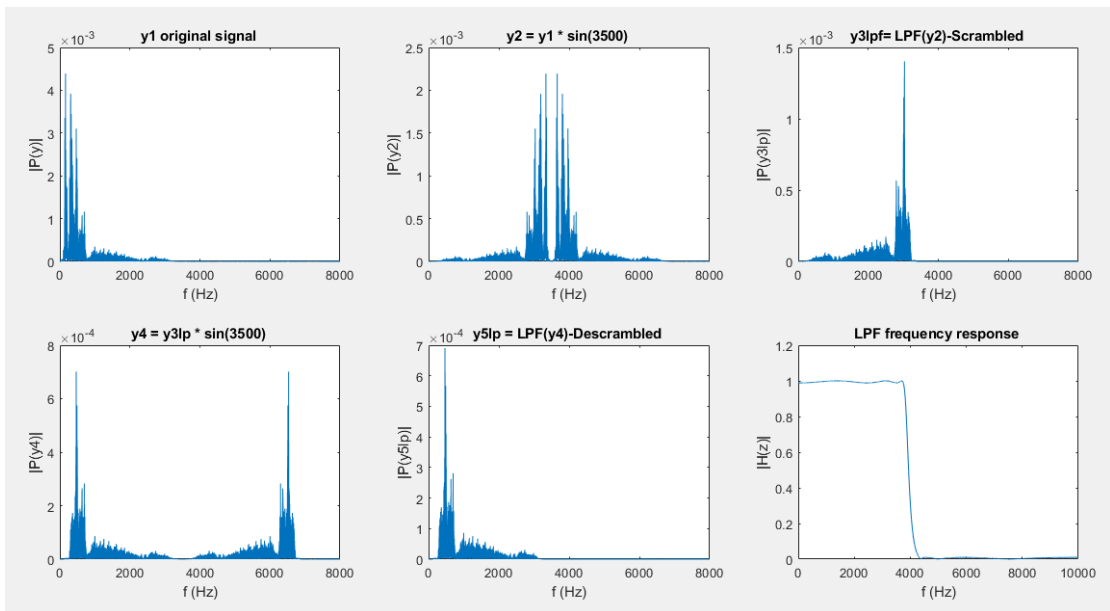 y1 original signal
×10⁻³
5
4
3
2
1
0
|P(y)|
0 2000 4000 6000 8000
f (Hz)
y2 = y1 * sin(3500)
×10⁻³
2.5
2
1.5
1
0.5
0
|P(y2)|
0 2000 4000 6000 8000
f (Hz)
y3lpf= LPF(y2)-Scrambled
×10⁻³
1.5
1
0.5
0
|P(y3lp)|
0 2000 4000 6000 8000
f (Hz)
y4 = y3lp * sin(3500)
×10⁻⁴
8
6
4
2
0
|P(y4)|
0 2000 4000 6000 8000
f (Hz)
y5lp = LPF(y4)-Descrambled
×10⁻⁴
7
6
5
4
3
2
1
0
|P(y5lp)|
0 2000 4000 6000 8000
f (Hz)
LPF frequency response
1.2
1
0.8
0.6
0.4
0.2
0
|H(z)|
0 2000 4000 6000 8000 10000
f (Hz)